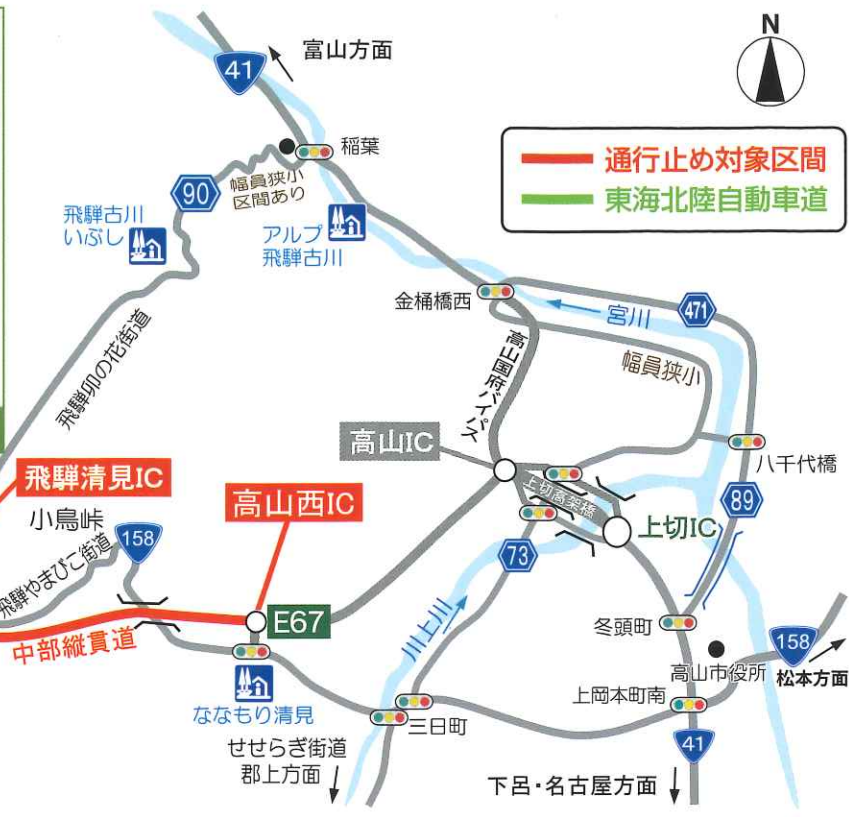 N
富山方面
41
通行止め対象区間
東海北陸自動車道
稲葉
幅員狭小
区間あり
90
飛騨古川
いぶし
アルプ
飛騨古川
金桶橋西
宮川
471
幅員狭小
高山国府バイパス
飛騨卯の花街道
高山IC
八千代橋
飛騨清見IC
高山西IC
上切高架橋
上切IC
89
小鳥峠
158
飛騨やまびこ街道
73
川上川
E67
中部縦貫道
冬頭町
高山市役所
158
松本方面
ななもり清見
上岡本町南
三日町
せせらぎ街道
郡上方面
41
下呂・名古屋方面